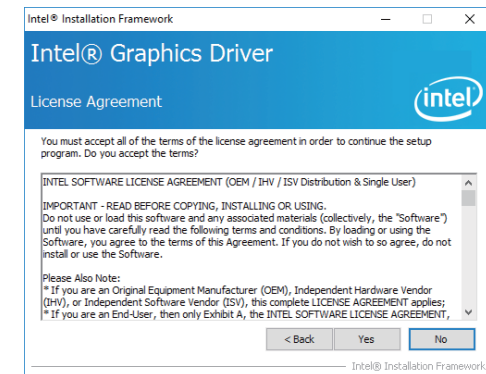 Intel® Installation Framework
Intel® Graphics Driver
License Agreement
intel
You must accept all of the terms of the license agreement in order to continue the setup
program. Do you accept the terms?
INTEL SOFTWARE LICENSE AGREEMENT (OEM / IHV / ISV Distribution & Single User)
IMPORTANT - READ BEFORE COPYING, INSTALLING OR USING.
Do not use or load this software and any associated materials (collectively, the "Software")
until you have carefully read the following terms and conditions. By loading or using the
Software, you agree to the terms of this Agreement. If you do not wish to so agree, do not
install or use the Software.
Please Also Note:
* If you are an Original Equipment Manufacturer (OEM), Independent Hardware Vendor
(IHV), or Independent Software Vendor (ISV), this complete LICENSE AGREEMENT applies;
* If you are an End-User, then only Exhibit A, the INTEL SOFTWARE LICENSE AGREEMENT,
< Back Yes No
Intel® Installation Framework